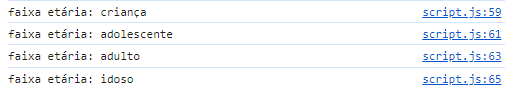 faixa etária: criança script.js:59
faixa etária: adolescente script.js:61
faixa etária: adulto script.js:63
faixa etária: idoso script.js:65